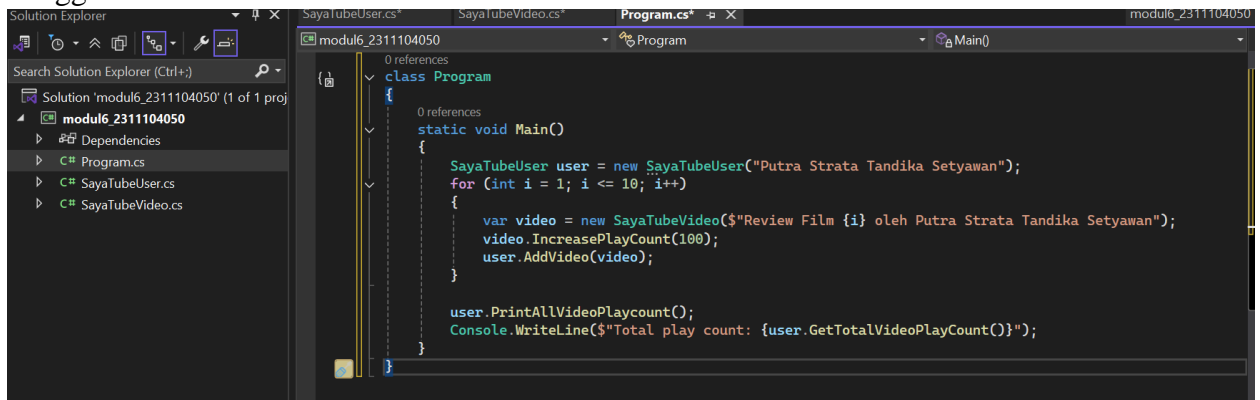 Solution Explorer
SayaTubeUser.cs*
SayaTubeVideo.cs*
Program.cs*
modul6_2311104050
modul6_2311104050
Program
Main()
Search Solution Explorer (Ctrl+;)
Solution 'modul6_2311104050' (1 of 1 proj
C# modul6_2311104050
Dependencies
C# Program.cs
C# SayaTubeUser.cs
C# SayaTubeVideo.cs
0 references
class Program
{
0 references
static void Main()
{
SayaTubeUser user = new SayaTubeUser("Putra Strata Tandika Setyawan");
for (int i = 1; i <= 10; i++)
{
var video = new SayaTubeVideo($"Review Film {i} oleh Putra Strata Tandika Setyawan");
video.IncreasePlayCount(100);
user.AddVideo(video);
}
user.PrintAllVideoPlaycount();
Console.WriteLine($"Total play count: {user.GetTotalVideoPlayCount()}");
}
}